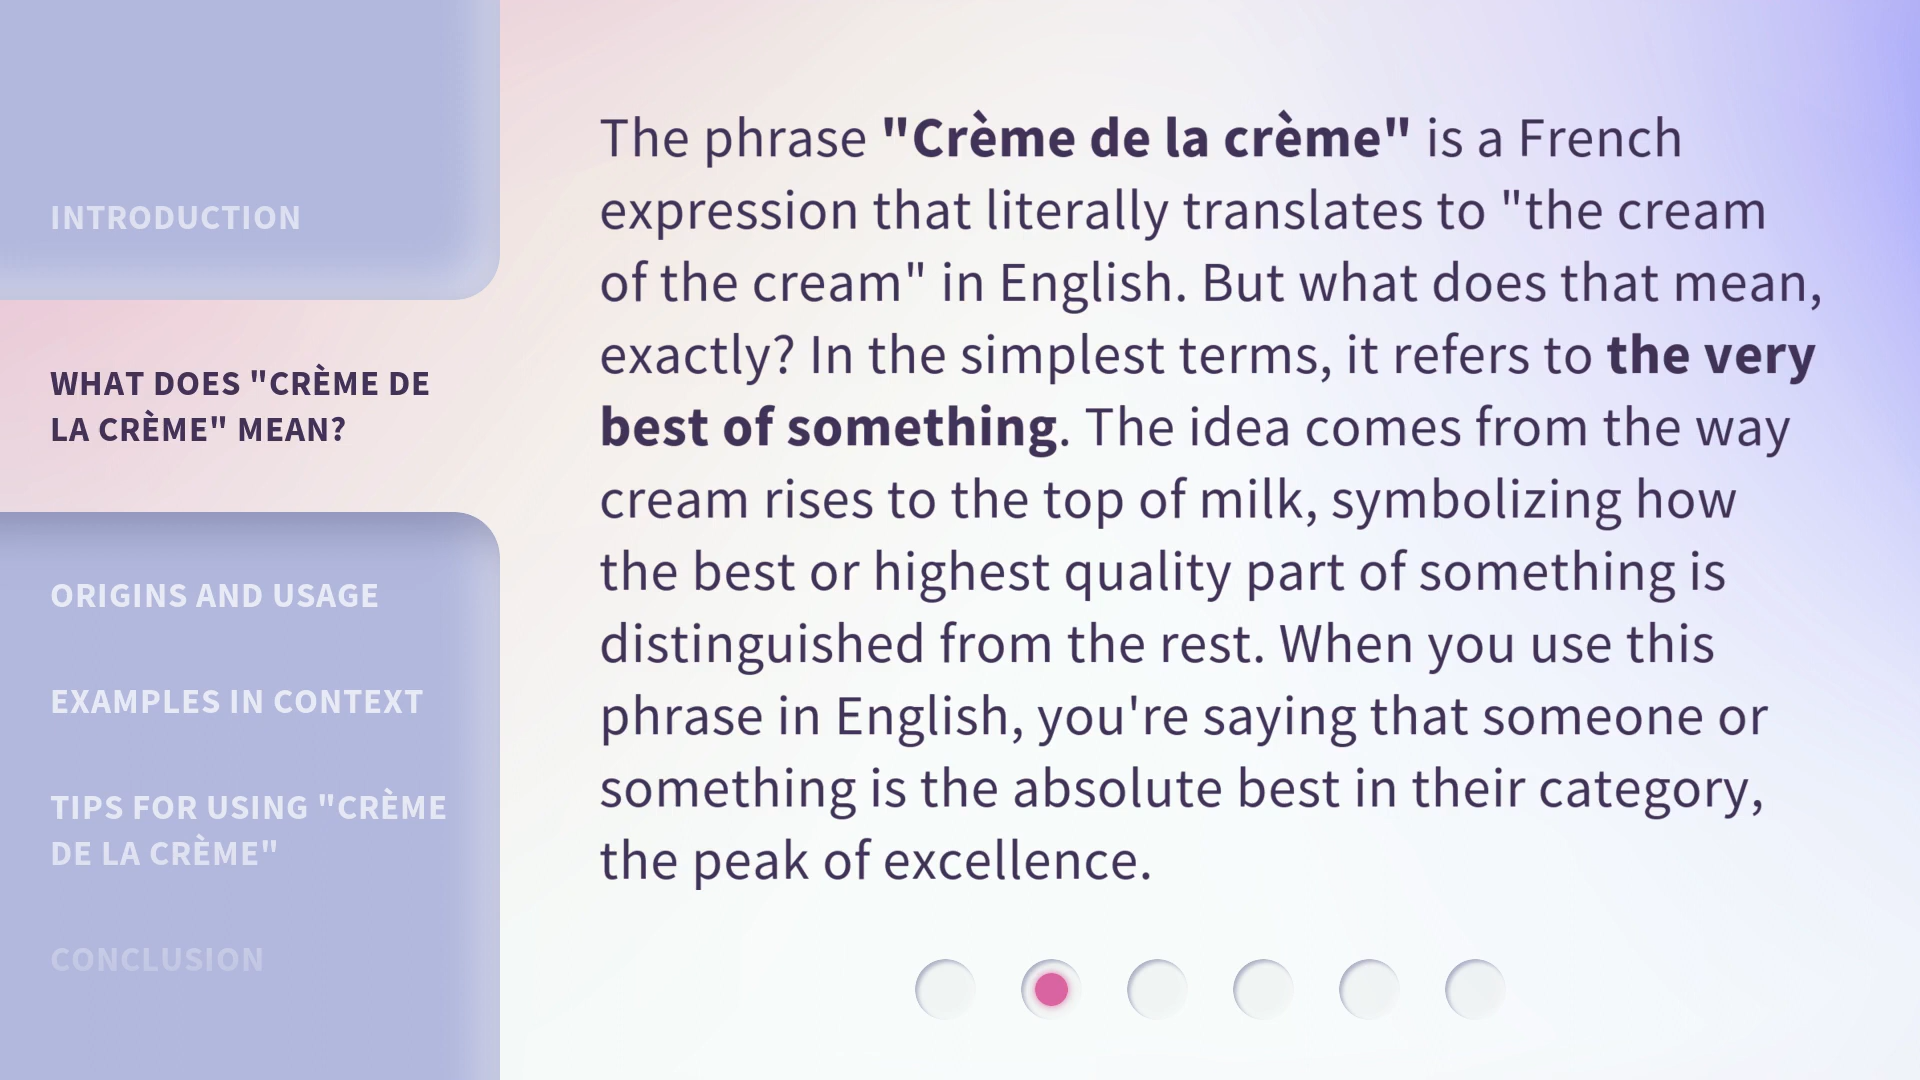 INTRODUCTION
WHAT DOES "CRÈME DE
LA CRÈME" MEAN?
ORIGINS AND USAGE
EXAMPLES IN CONTEXT
TIPS FOR USING "CRÈME
DE LA CRÈME"
CONCLUSION
The phrase "Crème de la crème" is a French
expression that literally translates to "the cream
of the cream" in English. But what does that mean,
exactly? In the simplest terms, it refers to the very
best of something. The idea comes from the way
cream rises to the top of milk, symbolizing how
the best or highest quality part of something is
distinguished from the rest. When you use this
phrase in English, you're saying that someone or
something is the absolute best in their category,
the peak of excellence.